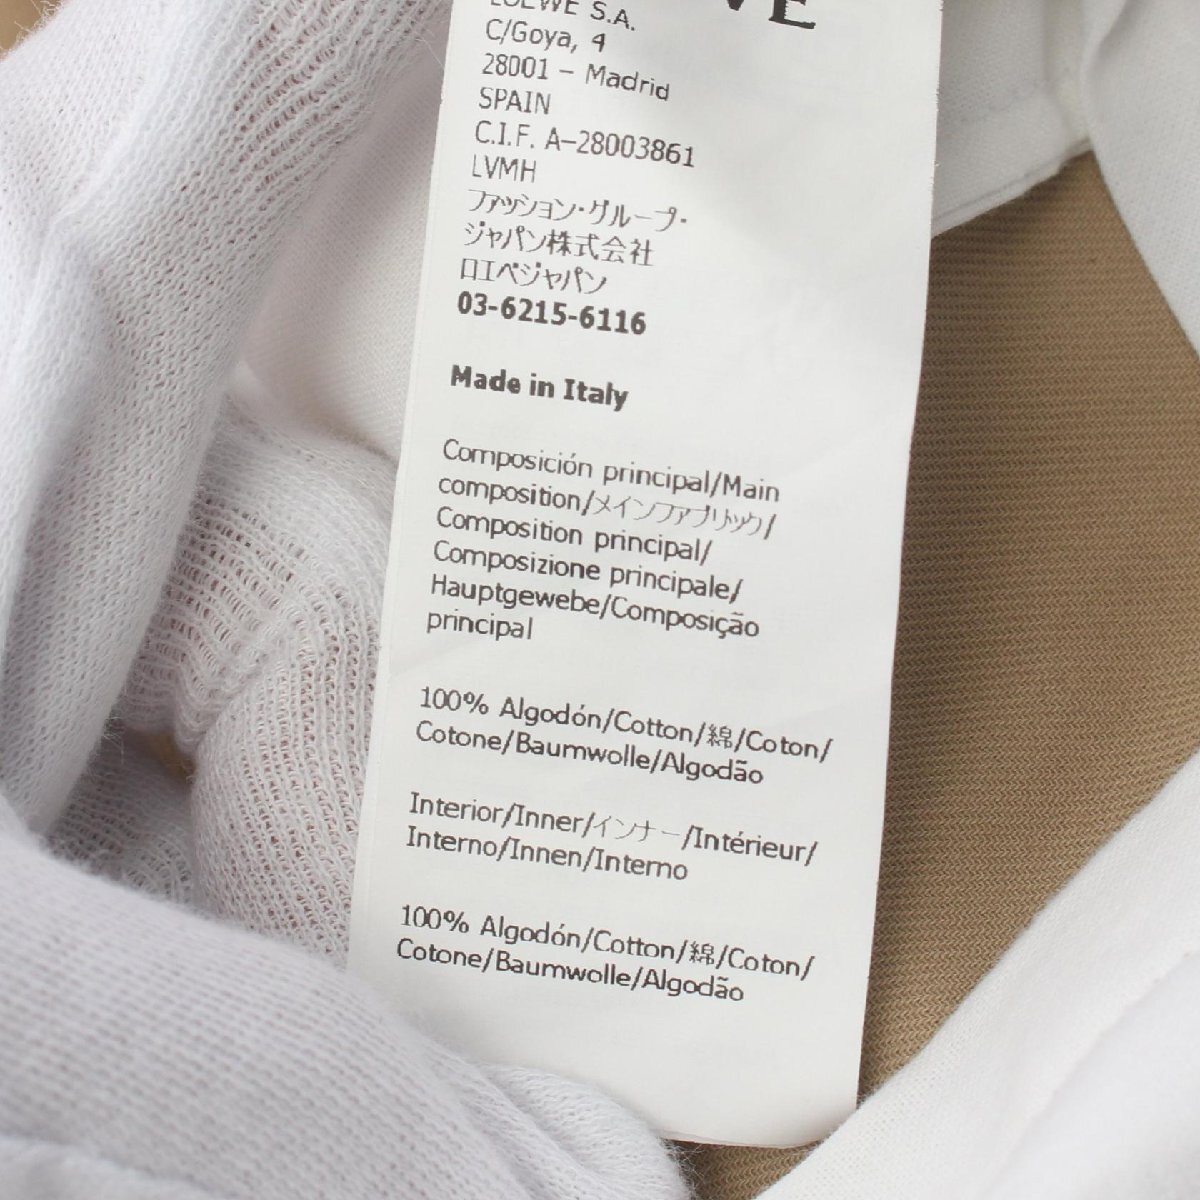 LOEWE S.A.
C/Goya, 4
28001 – Madrid
SPAIN
C.I.F. A–28003861
LVMH
ファッション・グループ・
ジャパン株式会社
ロエベジャパン
03-6215-6116
Made in Italy
Composición principal/Main
composition/メインファブリック/
Composition principal/
Composizione principale/
Hauptgewebe/Composição
principal
100% Algodón/Cotton/綿/Coton/
Cotone/Baumwolle/Algodão
Interior/Inner/インナー/Intérieur/
Interno/Innen/Interno
100% Algodón/Cotton/綿/Coton/
Cotone/Baumwolle/Algodão